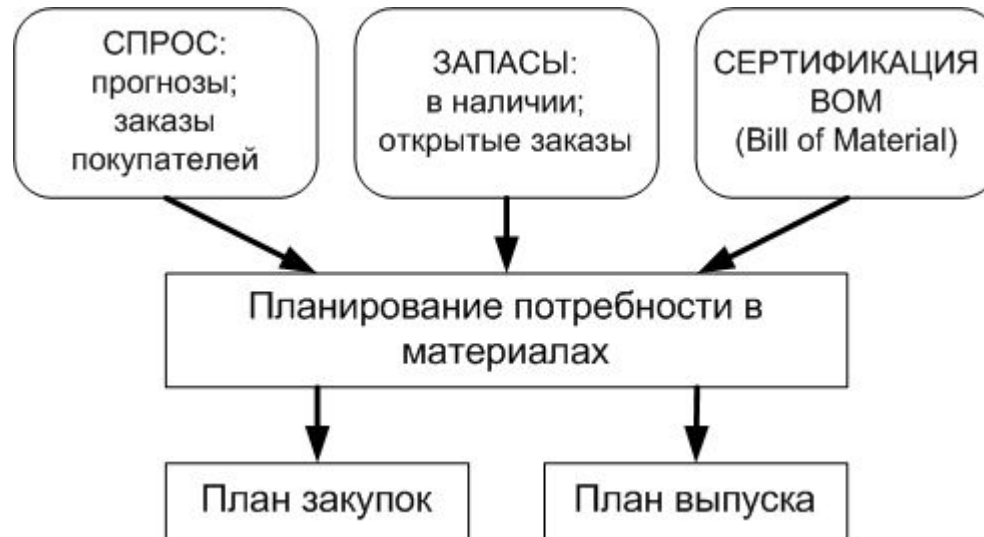 СПРОС:
прогнозы;
заказы
покупателей
ЗАПАСЫ:
в наличии;
открытые заказы
СЕРТИФИКАЦИЯ
BOM
(Bill of Material)
Планирование потребности в
материалах
План закупок
План выпуска